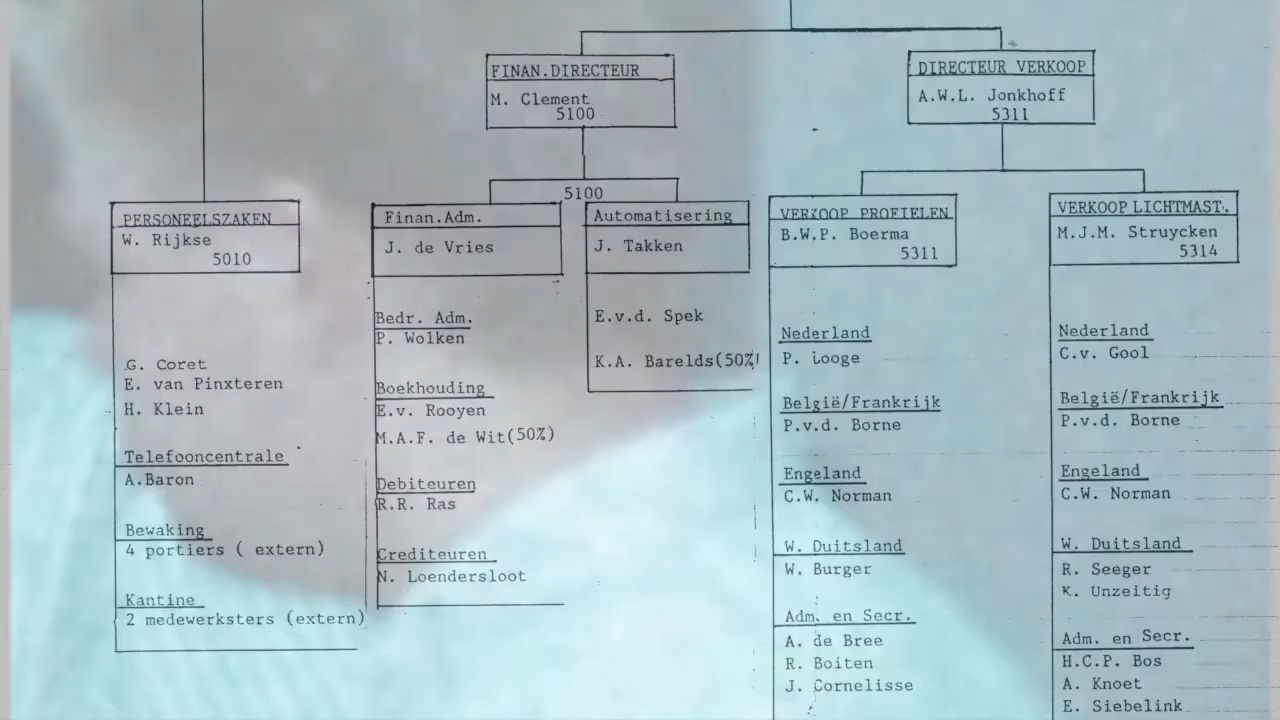 FINAN.DIRECTEUR
M. Clement
5100
DIRECTEUR VERKOOP
A.W.L. Jonkhoff
5311
PERSONEELSZAKEN
W. Rijkse
5010
G. Coret
E. van Pinxteren
H. Klein
Telefooncentrale
A.Baron
Bewaking
4 portiers ( extern)
Kantine
2 medewerksters (extern)
5100
Finan.Adm.
J. de Vries
Bedr. Adm.
P. Wolken
Boekhouding
E.v. Rooyen
M.A.F. de Wit(50%)
Debiteuren
R.R. Ras
Crediteuren
N. Loendersloot
Automatisering
J. Takken
E.v.d. Spek
K.A. Barelds(50%)
VERKOOP PROFIELEN
B.W.P. Boerma
5311
Nederland
P. Looge
België/Frankrijk
P.v.d. Borne
Engeland
C.W. Norman
W. Duitsland
W. Burger
Adm. en Secr.
A. de Bree
R. Boiten
J. Cornelisse
VERKOOP LICHTMAST.
M.J.M. Struycken
5314
Nederland
C.v. Gool
België/Frankrijk
P.v.d. Borne
Engeland
C.W. Norman
W. Duitsland
R. Seeger
K. Unzeitig
Adm. en Secr.
H.C.P. Bos
A. Knoet
E. Siebelink